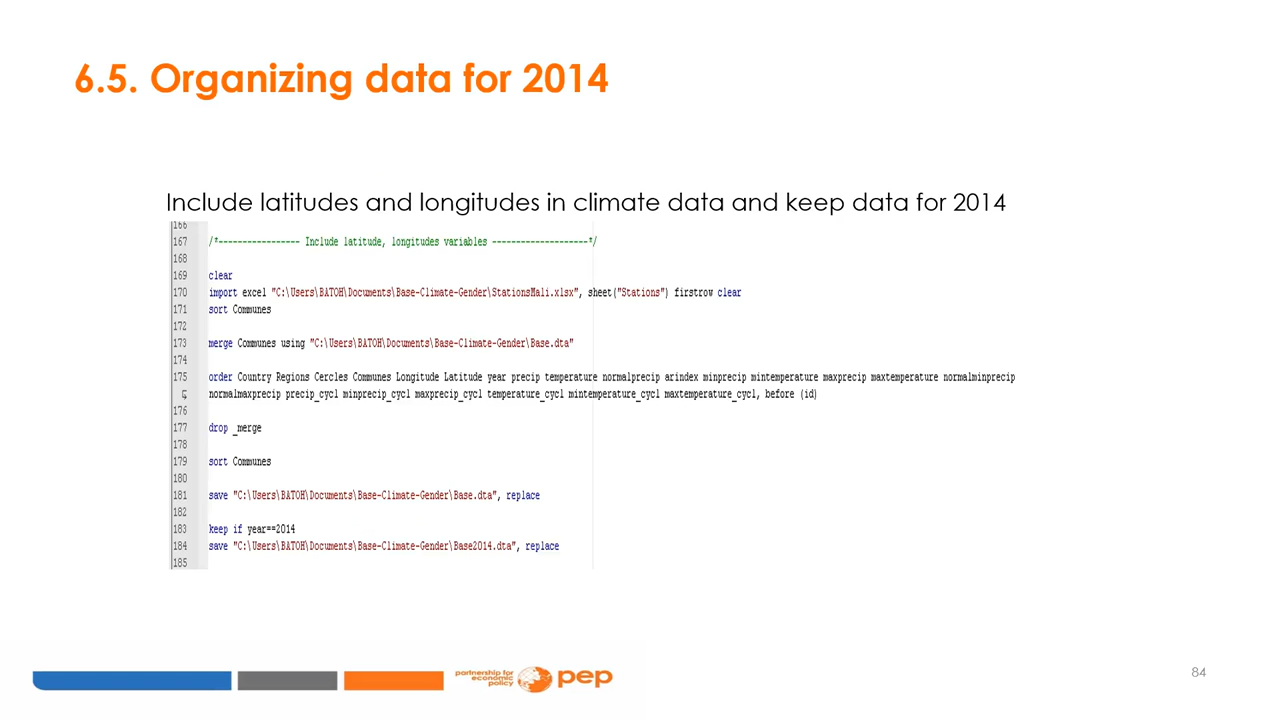 6.5. Organizing data for 2014
Include latitudes and longitudes in climate data and keep data for 2014
166
167 /*----------------- Include latitude, longitudes variables --------------------*/
168
169 clear
170 import excel "C:\Users\BATOH\Documents\Base-Climate-Gender\StationsMali.xlsx", sheet("Stations") firstrow clear
171 sort Communes
172
173 merge Communes using "C:\Users\BATOH\Documents\Base-Climate-Gender\Base.dta"
174
175 order Country Regions Cercles Communes Longitude Latitude year precip temperature normalprecip arindex minprecip mintemperature maxprecip maxtemperature normalminprecip
normalmaxprecip precip_cycl minprecip_cycl maxprecip_cycl temperature_cycl mintemperature_cycl maxtemperature_cycl, before (id)
176
177 drop _merge
178
179 sort Communes
180
181 save "C:\Users\BATOH\Documents\Base-Climate-Gender\Base.dta", replace
182
183 keep if year==2014
184 save "C:\Users\BATOH\Documents\Base-Climate-Gender\Base2014.dta", replace
185
partnership for
economic
policy
pep
84